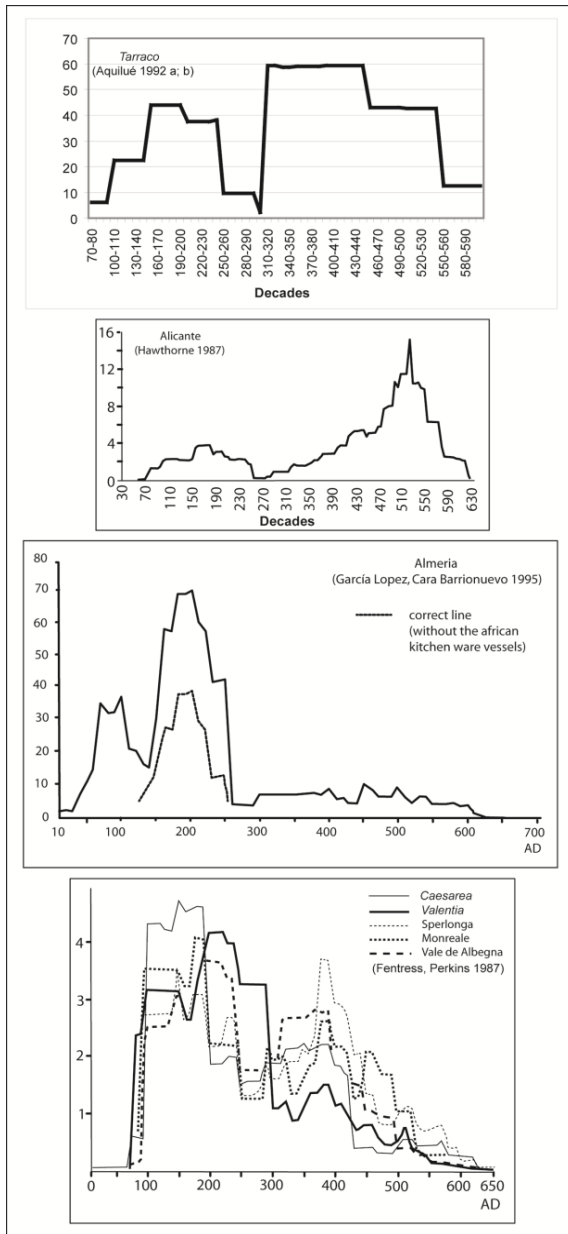 70
60
50
40
30
20
10
0
Tarraco
(Aquilué 1992 a; b)
70-80
100-110
130-140
160-170
190-200
220-230
250-260
280-290
310-320
340-350
370-380
400-410
430-440
460-470
490-500
520-530
550-560
580-590
Decades
16
12
8
4
0
Alicante
(Hawthorne 1987)
30
70
110
150
190
230
270
310
350
390
430
470
510
550
590
630
Decades
80
70
60
50
40
30
20
10
0
Almeria
(García Lopez, Cara Barrionuevo 1995)
correct line
(without the african
kitchen ware vessels)
10 100 200 300 400 500 600 700
AD
4
3
2
1
Caesarea
Valentia
Sperlonga
Monreale
Vale de Albegna
(Fentress, Perkins 1987)
0 100 200 300 400 500 600 650
AD